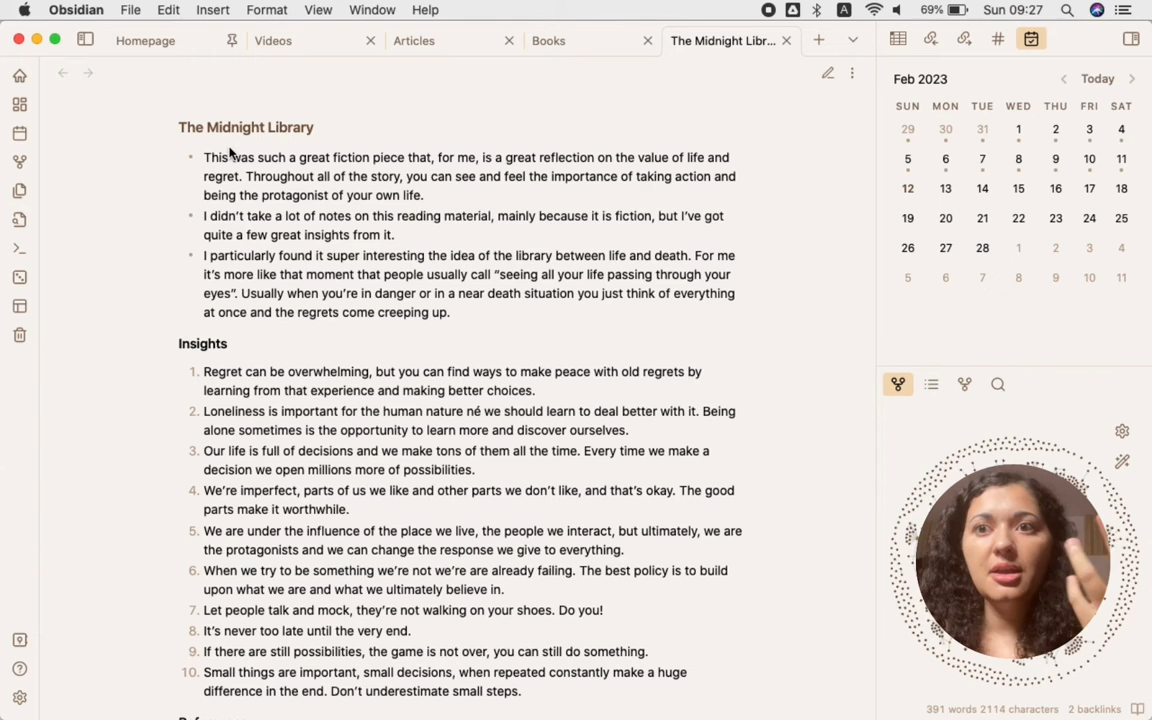 Obsidian File Edit Insert Format View Window Help A 69% Sun 09:27
Homepage Videos Articles Books The Midnight Libr...
The Midnight Library
This was such a great fiction piece that, for me, is a great reflection on the value of life and
regret. Throughout all of the story, you can see and feel the importance of taking action and
being the protagonist of your own life.
I didn't take a lot of notes on this reading material, mainly because it is fiction, but I've got
quite a few great insights from it.
I particularly found it super interesting the idea of the library between life and death. For me
it's more like that moment that people usually call “seeing all your life passing through your
eyes”. Usually when you're in danger or in a near death situation you just think of everything
at once and the regrets come creeping up.
Insights
1. Regret can be overwhelming, but you can find ways to make peace with old regrets by
learning from that experience and making better choices.
2. Loneliness is important for the human nature né we should learn to deal better with it. Being
alone sometimes is the opportunity to learn more and discover ourselves.
3. Our life is full of decisions and we make tons of them all the time. Every time we make a
decision we open millions more of possibilities.
4. We're imperfect, parts of us we like and other parts we don't like, and that's okay. The good
parts make it worthwhile.
5. We are under the influence of the place we live, the people we interact, but ultimately, we are
the protagonists and we can change the response we give to everything.
6. When we try to be something we're not we're are already failing. The best policy is to build
upon what we are and what we ultimately believe in.
7. Let people talk and mock, they're not walking on your shoes. Do you!
8. It's never too late until the very end.
9. If there are still possibilities, the game is not over, you can still do something.
10. Small things are important, small decisions, when repeated constantly make a huge
difference in the end. Don't underestimate small steps.
Feb 2023 Today
SUN MON TUE WED THU FRI SAT
29 30 31 1 2 3 4
5 6 7 8 9 10 11
12 13 14 15 16 17 18
19 20 21 22 23 24 25
26 27 28 1 2 3 4
5 6 7 8 9 10 11
391 words 2114 characters 2 backlinks